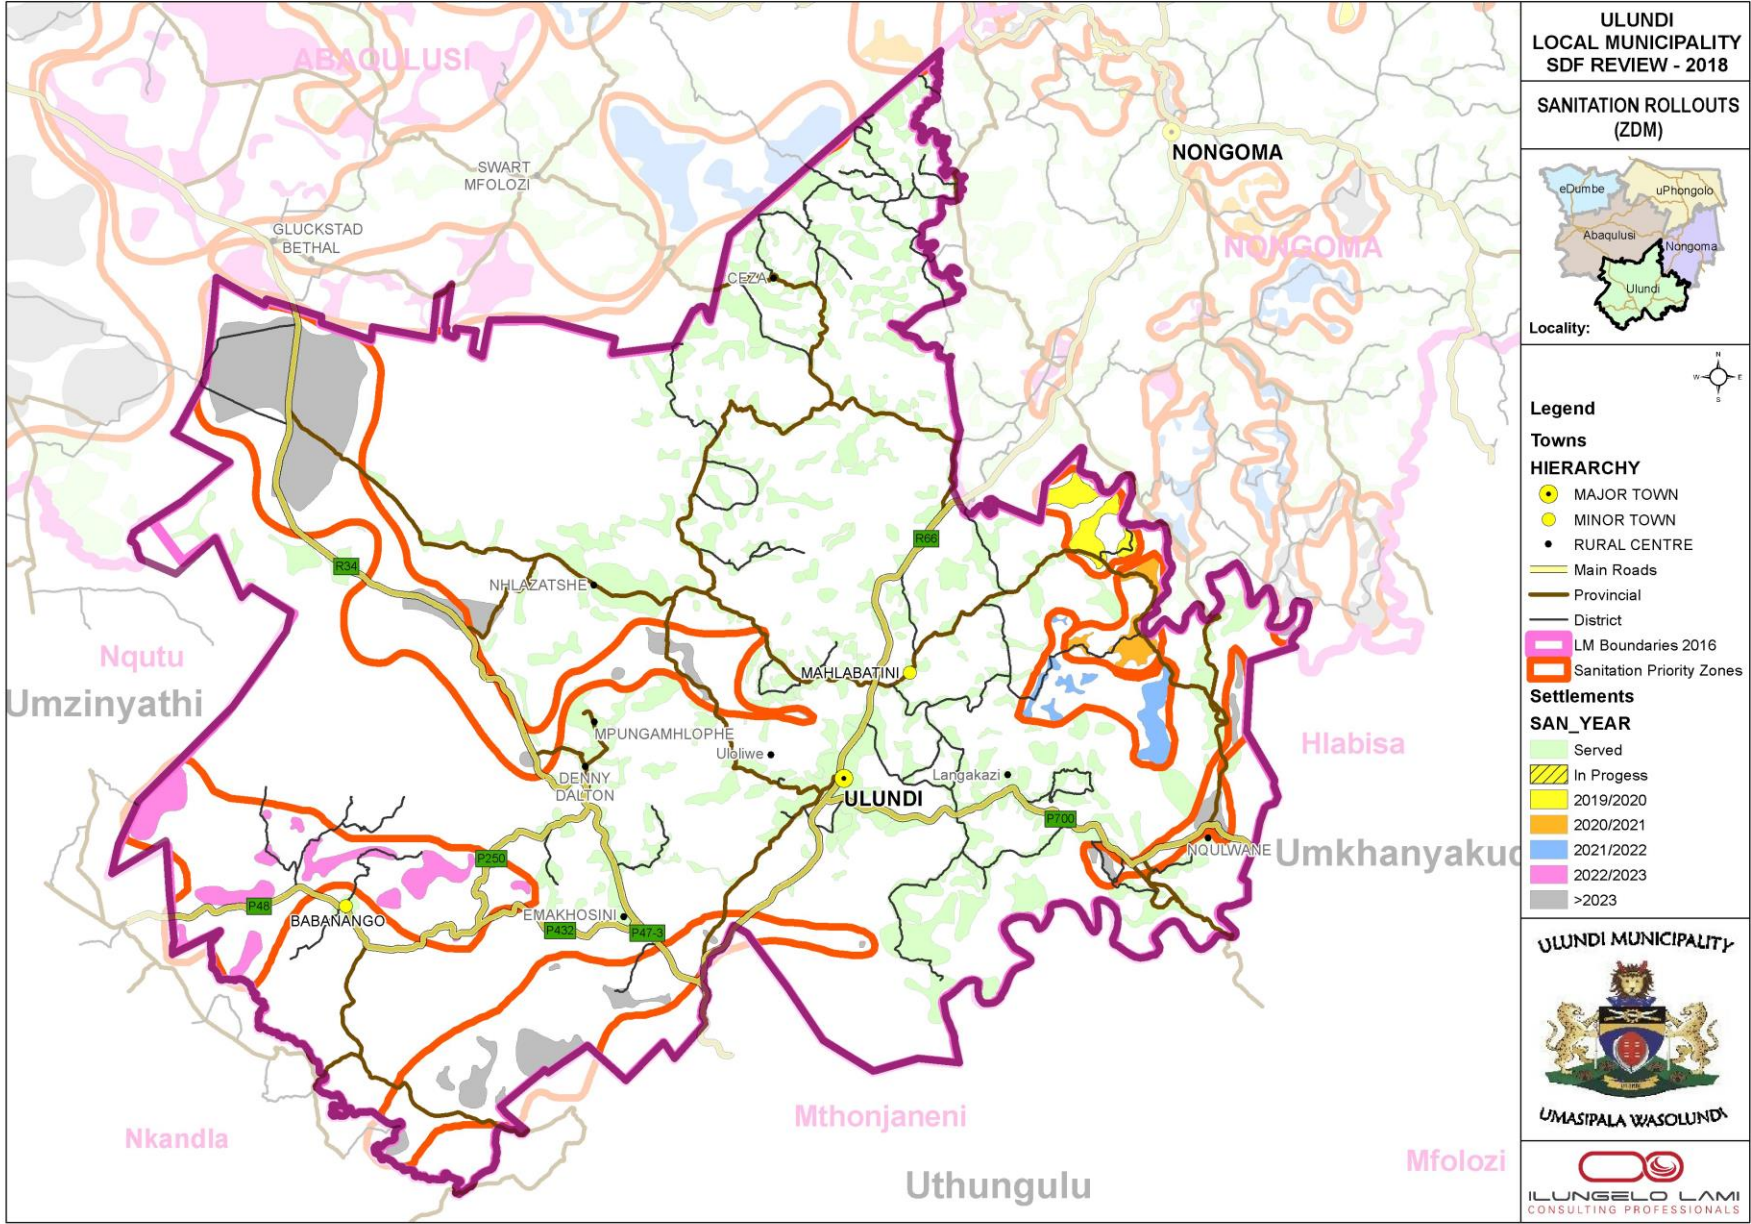 ABAQULUSI
SWART
MFOLOZI
GLUCKSTAD
BETHAL
CEZA
NONGOMA
NONGOMA
R34
R66
NHLAZATSHE
Nqutu
Umzinyathi
MAHLABATINI
MPUNGAMHLOPHE
Uloliwe
DENNY
DALTON
ULUNDI
Langakazi
P700
Hlabisa
NQULWANE
Umkhanyakud
P250
P48
BABANANGO
EMAKHOSINI
P432
P47-3
Nkandla
Mthonjaneni
Uthungulu
Mfolozi
ULUNDI
LOCAL MUNICIPALITY
SDF REVIEW - 2018
SANITATION ROLLOUTS
(ZDM)
eDumbe
uPhongolo
Abaqulusi
Nongoma
Ulundi
Locality:
N
W
E
S
Legend
Towns
HIERARCHY
MAJOR TOWN
MINOR TOWN
RURAL CENTRE
Main Roads
Provincial
District
LM Boundaries 2016
Sanitation Priority Zones
Settlements
SAN_YEAR
Served
In Progess
2019/2020
2020/2021
2021/2022
2022/2023
>2023
ULUNDI MUNICIPALITY
UMASIPALA WASOLUNDI
ILUNGELO LAMI
CONSULTING PROFESSIONALS